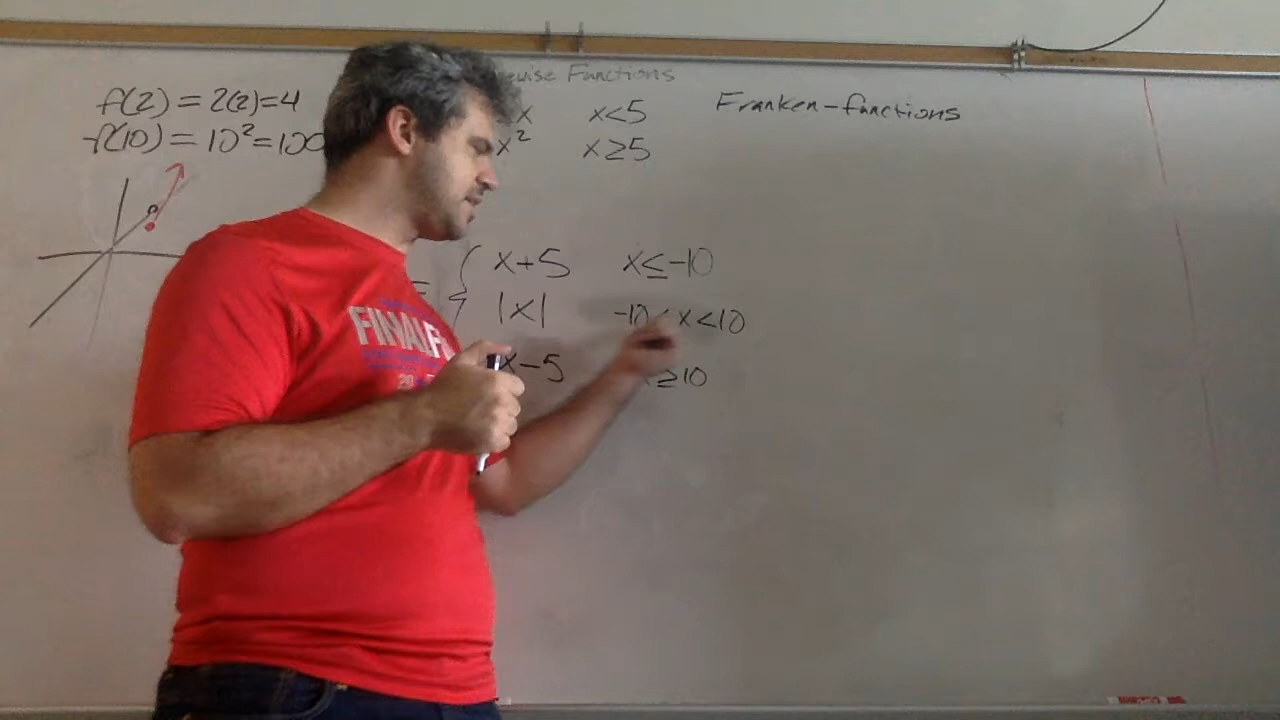 Functions
f(2) = 2(2)=4
x x<5
Franken-functions
f(10) = 10²=100
x² x≥5
= { x+5 x≤-10
|x| -10<x<10
x-5 x≥10
FINAL
20